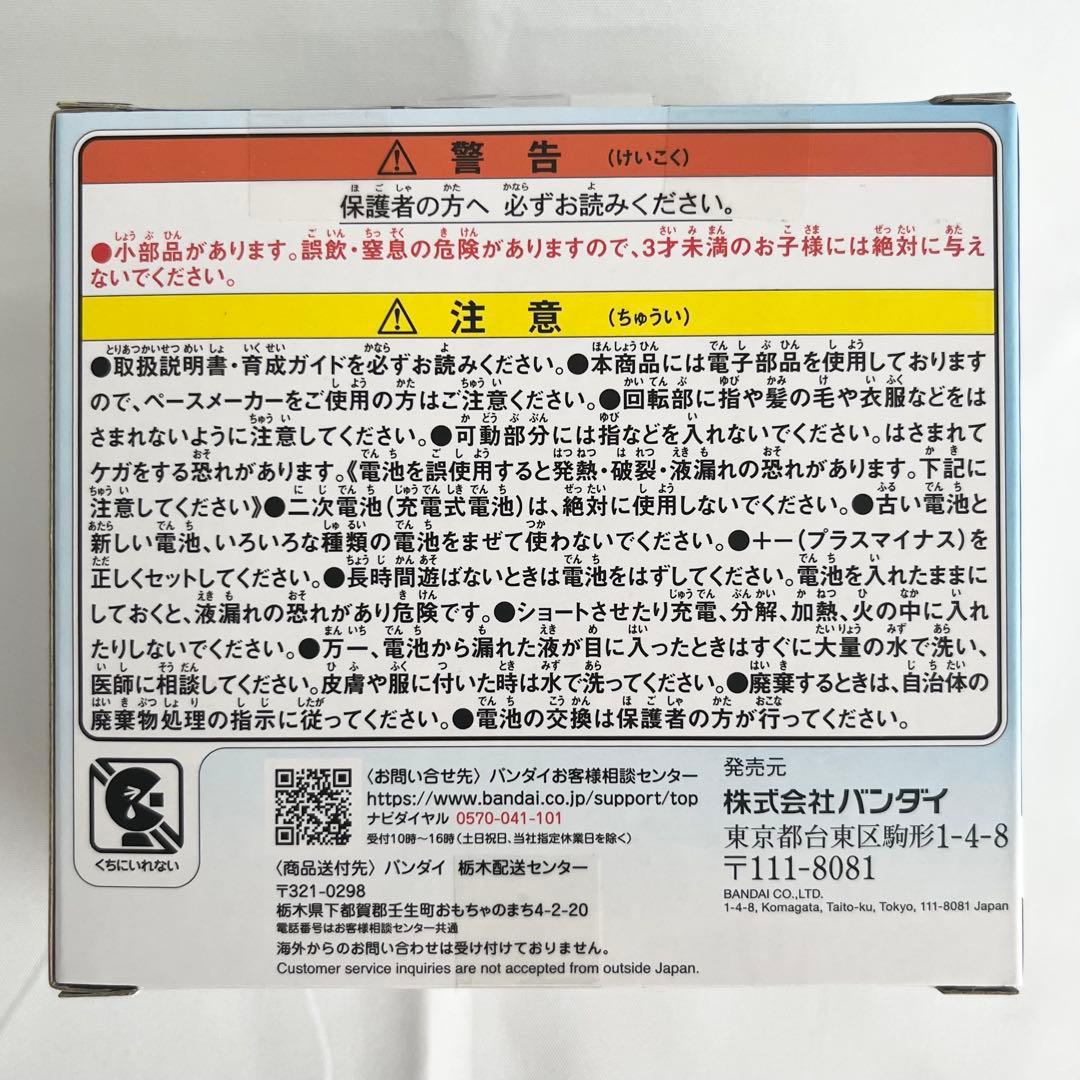 警告 (けいこく)
保護者の方へ 必ずお読みください。
●小部品があります。誤飲・窒息の危険がありますので、3才未満のお子様には絶対に与え
ないでください。
注意 (ちゅうい)
●取扱説明書・育成ガイドを必ずお読みください。●本商品には電子部品を使用しております
ので、ペースメーカーをご使用の方はご注意ください。●回転部に指や髪の毛や衣服などをは
さまれないように注意してください。●可動部分には指などを入れないでください。はさまれて
ケガをする恐れがあります。《電池を誤使用すると発熱・破裂・液漏れの恐れがあります。下記に
注意してください》●二次電池(充電式電池)は、絶対に使用しないでください。●古い電池と
新しい電池、いろいろな種類の電池をまぜて使わないでください。●+−(プラスマイナス)を
正しくセットしてください。●長時間遊ばないときは電池をはずしてください。電池を入れたままに
しておくと、液漏れの恐れがあり危険です。●ショートさせたり充電、分解、加熱、火の中に入れ
たりしないでください。●万一、電池から漏れた液が目に入ったときはすぐに大量の水で洗い、
医師に相談してください。皮膚や服に付いた時は水で洗ってください。●廃棄するときは、自治体の
廃棄物処理の指示に従ってください。●電池の交換は保護者の方が行ってください。
くちにいれない
〈お問い合せ先〉バンダイお客様相談センター
https://www.bandai.co.jp/support/top
ナビダイヤル 0570-041-101
受付10時〜16時(土日祝日、当社指定休業日を除く)
〈商品送付先〉バンダイ 栃木配送センター
〒321-0298
栃木県下都賀郡壬生町おもちゃのまち4-2-20
電話番号はお客様相談センター共通
海外からのお問い合わせは受け付けておりません。
Customer service inquiries are not accepted from outside Japan.
発売元
株式会社バンダイ
東京都台東区駒形1-4-8
〒111-8081
BANDAI CO.,LTD.
1-4-8, Komagata, Taito-ku, Tokyo, 111-8081 Japan